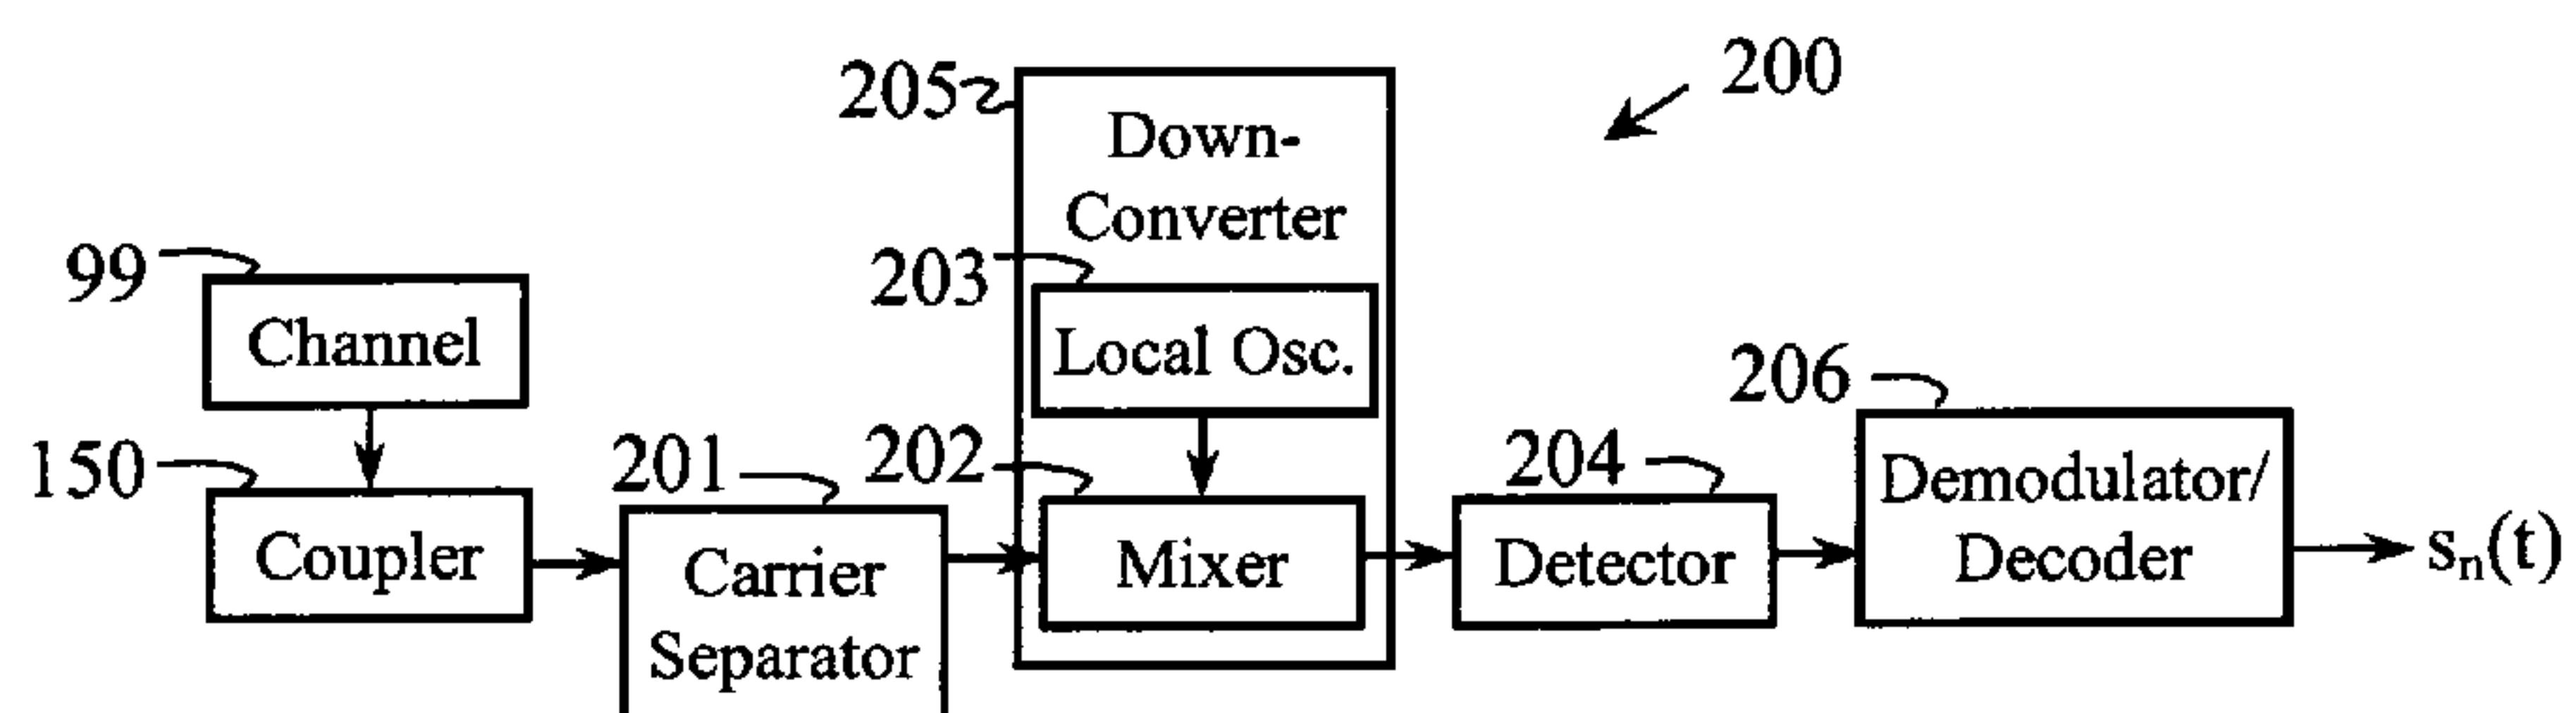 200
205
Down-
Converter
99
Channel
203
Local Osc.
150
Coupler
201
Carrier
Separator
202
Mixer
204
Detector
206
Demodulator/
Decoder
sn(t)